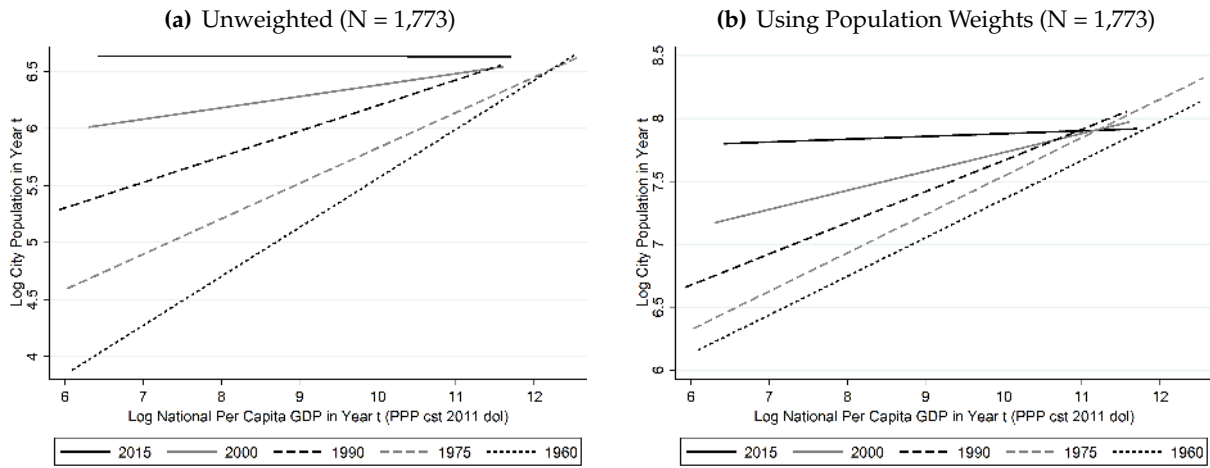 (a) Unweighted (N = 1,773)
Log City Population in Year t
6.5
6
5.5
5
4.5
4
6 7 8 9 10 11 12
Log National Per Capita GDP in Year t (PPP cst 2011 dol)
2015 2000 1990 1975 1960
(b) Using Population Weights (N = 1,773)
Log City Population in Year t
8.5
8
7.5
7
6.5
6
6 7 8 9 10 11 12
Log National Per Capita GDP in Year t (PPP cst 2011 dol)
2015 2000 1990 1975 1960